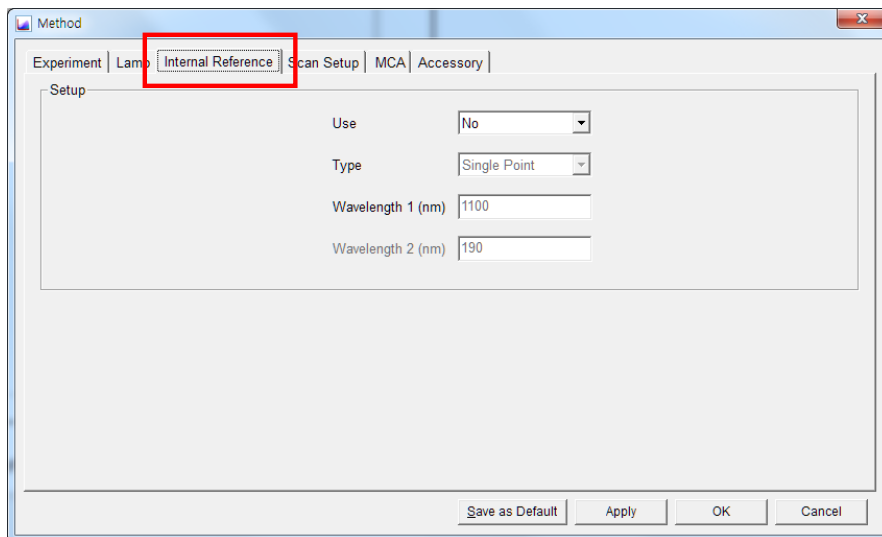 Method
Experiment Lamp Internal Reference Scan Setup MCA Accessory
Setup
Use No
Type Single Point
Wavelength 1 (nm) 1100
Wavelength 2 (nm) 190
Save as Default Apply OK Cancel